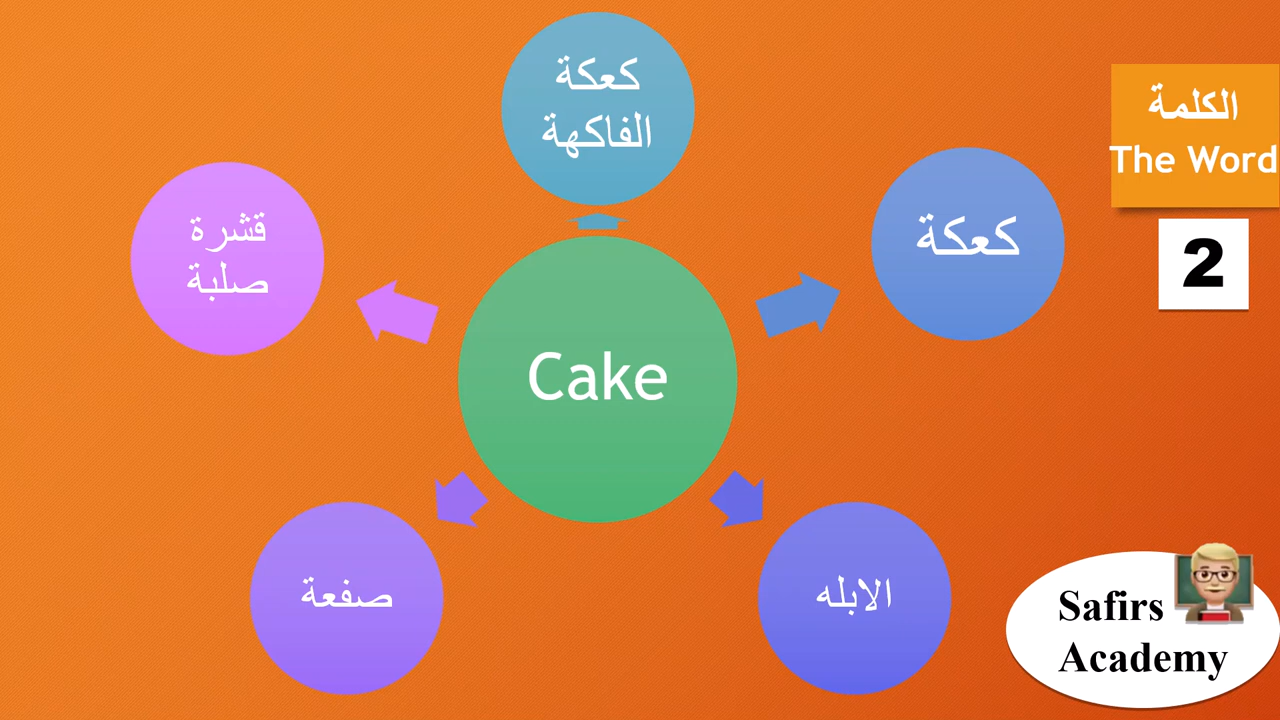 كعكة
الفاكهة
الكلمة
The Word
2
كعكة
قشرة
صلبة
Cake
صفعة
الابله
Safirs
Academy